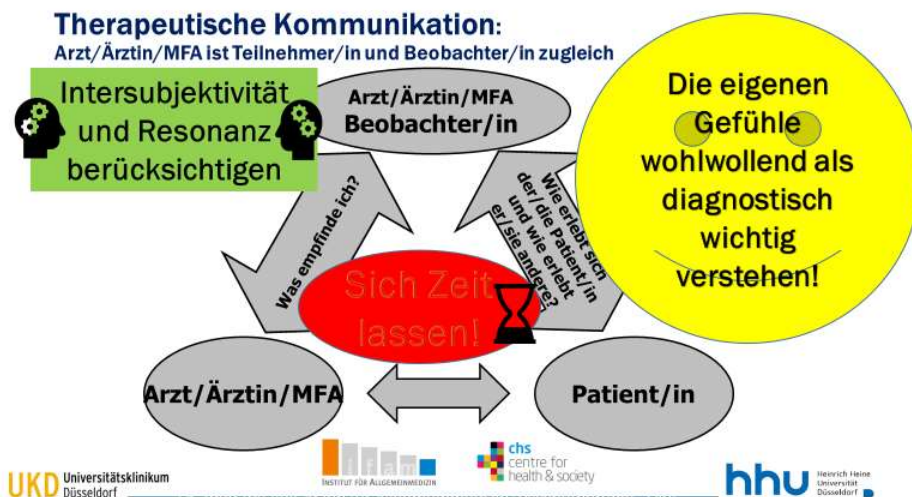 Therapeutische Kommunikation:
Arzt/Ärztin/MFA ist Teilnehmer/in und Beobachter/in zugleich
Intersubjektivität
und Resonanz
berücksichtigen
Arzt/Ärztin/MFA
Beobachter/in
Die eigenen
Gefühle
wohlwollend als
diagnostisch
wichtig
verstehen!
Was empfinde ich?
Wie erlebt sich
der/die Patient/in
und wie erlebt
er/sie andere?
Sich Zeit
lassen!
Arzt/Ärztin/MFA
Patient/in
UKD Universitätsklinikum
Düsseldorf
INSTITUT FÜR ALLGEMEINMEDIZIN
chs
centre for
health & society
hhu Heinrich Heine
Universität
Düsseldorf